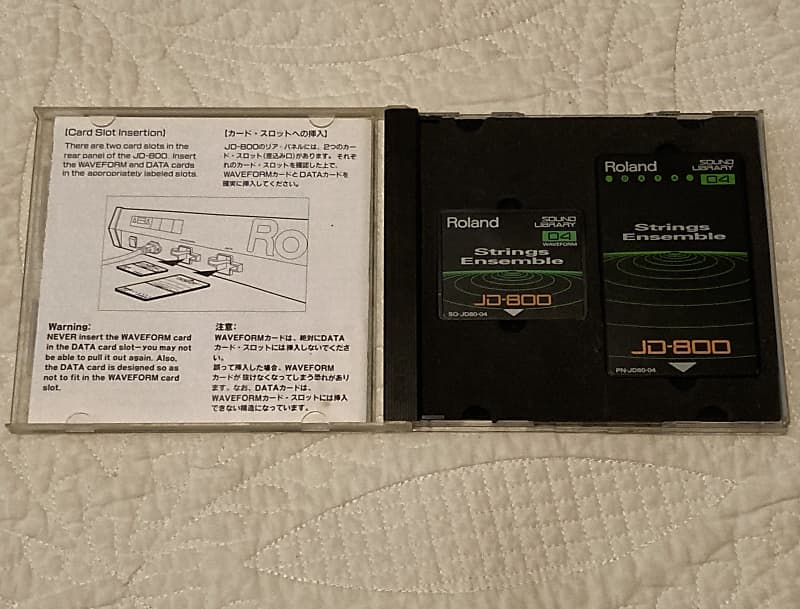 [Card Slot Insertion]
There are two card slots in the
rear panel of the JD-800. Insert
the WAVEFORM and DATA cards
in the appropriately labeled slots.
【カード・スロットへの挿入】
JD-800のリア・パネルには、2つのカー
ド・スロット(差込み口)があります。それぞ
れのカード・スロットを確認した上で、
WAVEFORMカードとDATAカードを
確実に挿入してください。
Ro
Warning:
NEVER insert the WAVEFORM card
in the DATA card slot-you may not
be able to pull it out again. Also,
the DATA card is designed so as
not to fit in the WAVEFORM card
slot.
注意:
WAVEFORMカードは、絶対にDATA
カード・スロットには挿入しないでくださ
い。
誤って挿入した場合、WAVEFORM
カードが抜けなくなってしまう恐れがあり
ます。なお、DATAカードは、
WAVEFORMカード・スロットには挿入
できない構造になっています。
Roland
SOUND
LIBRARY
04
WAVEFORM
Strings
Ensemble
JD-800
SO-JD80-04
Roland
SOUND
LIBRARY
DATA
04
Strings
Ensemble
JD-800
PN-JD80-04